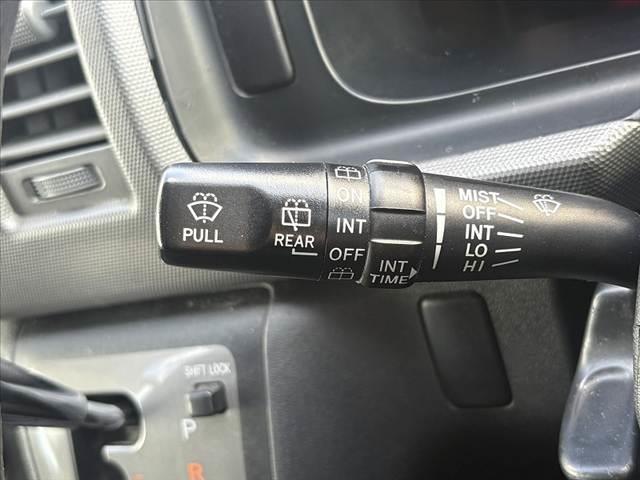 PULL
REAR
ON
INT
OFF
INT
TIME
MIST
OFF
INT
LO
HI
SHIFT LOCK
P
R